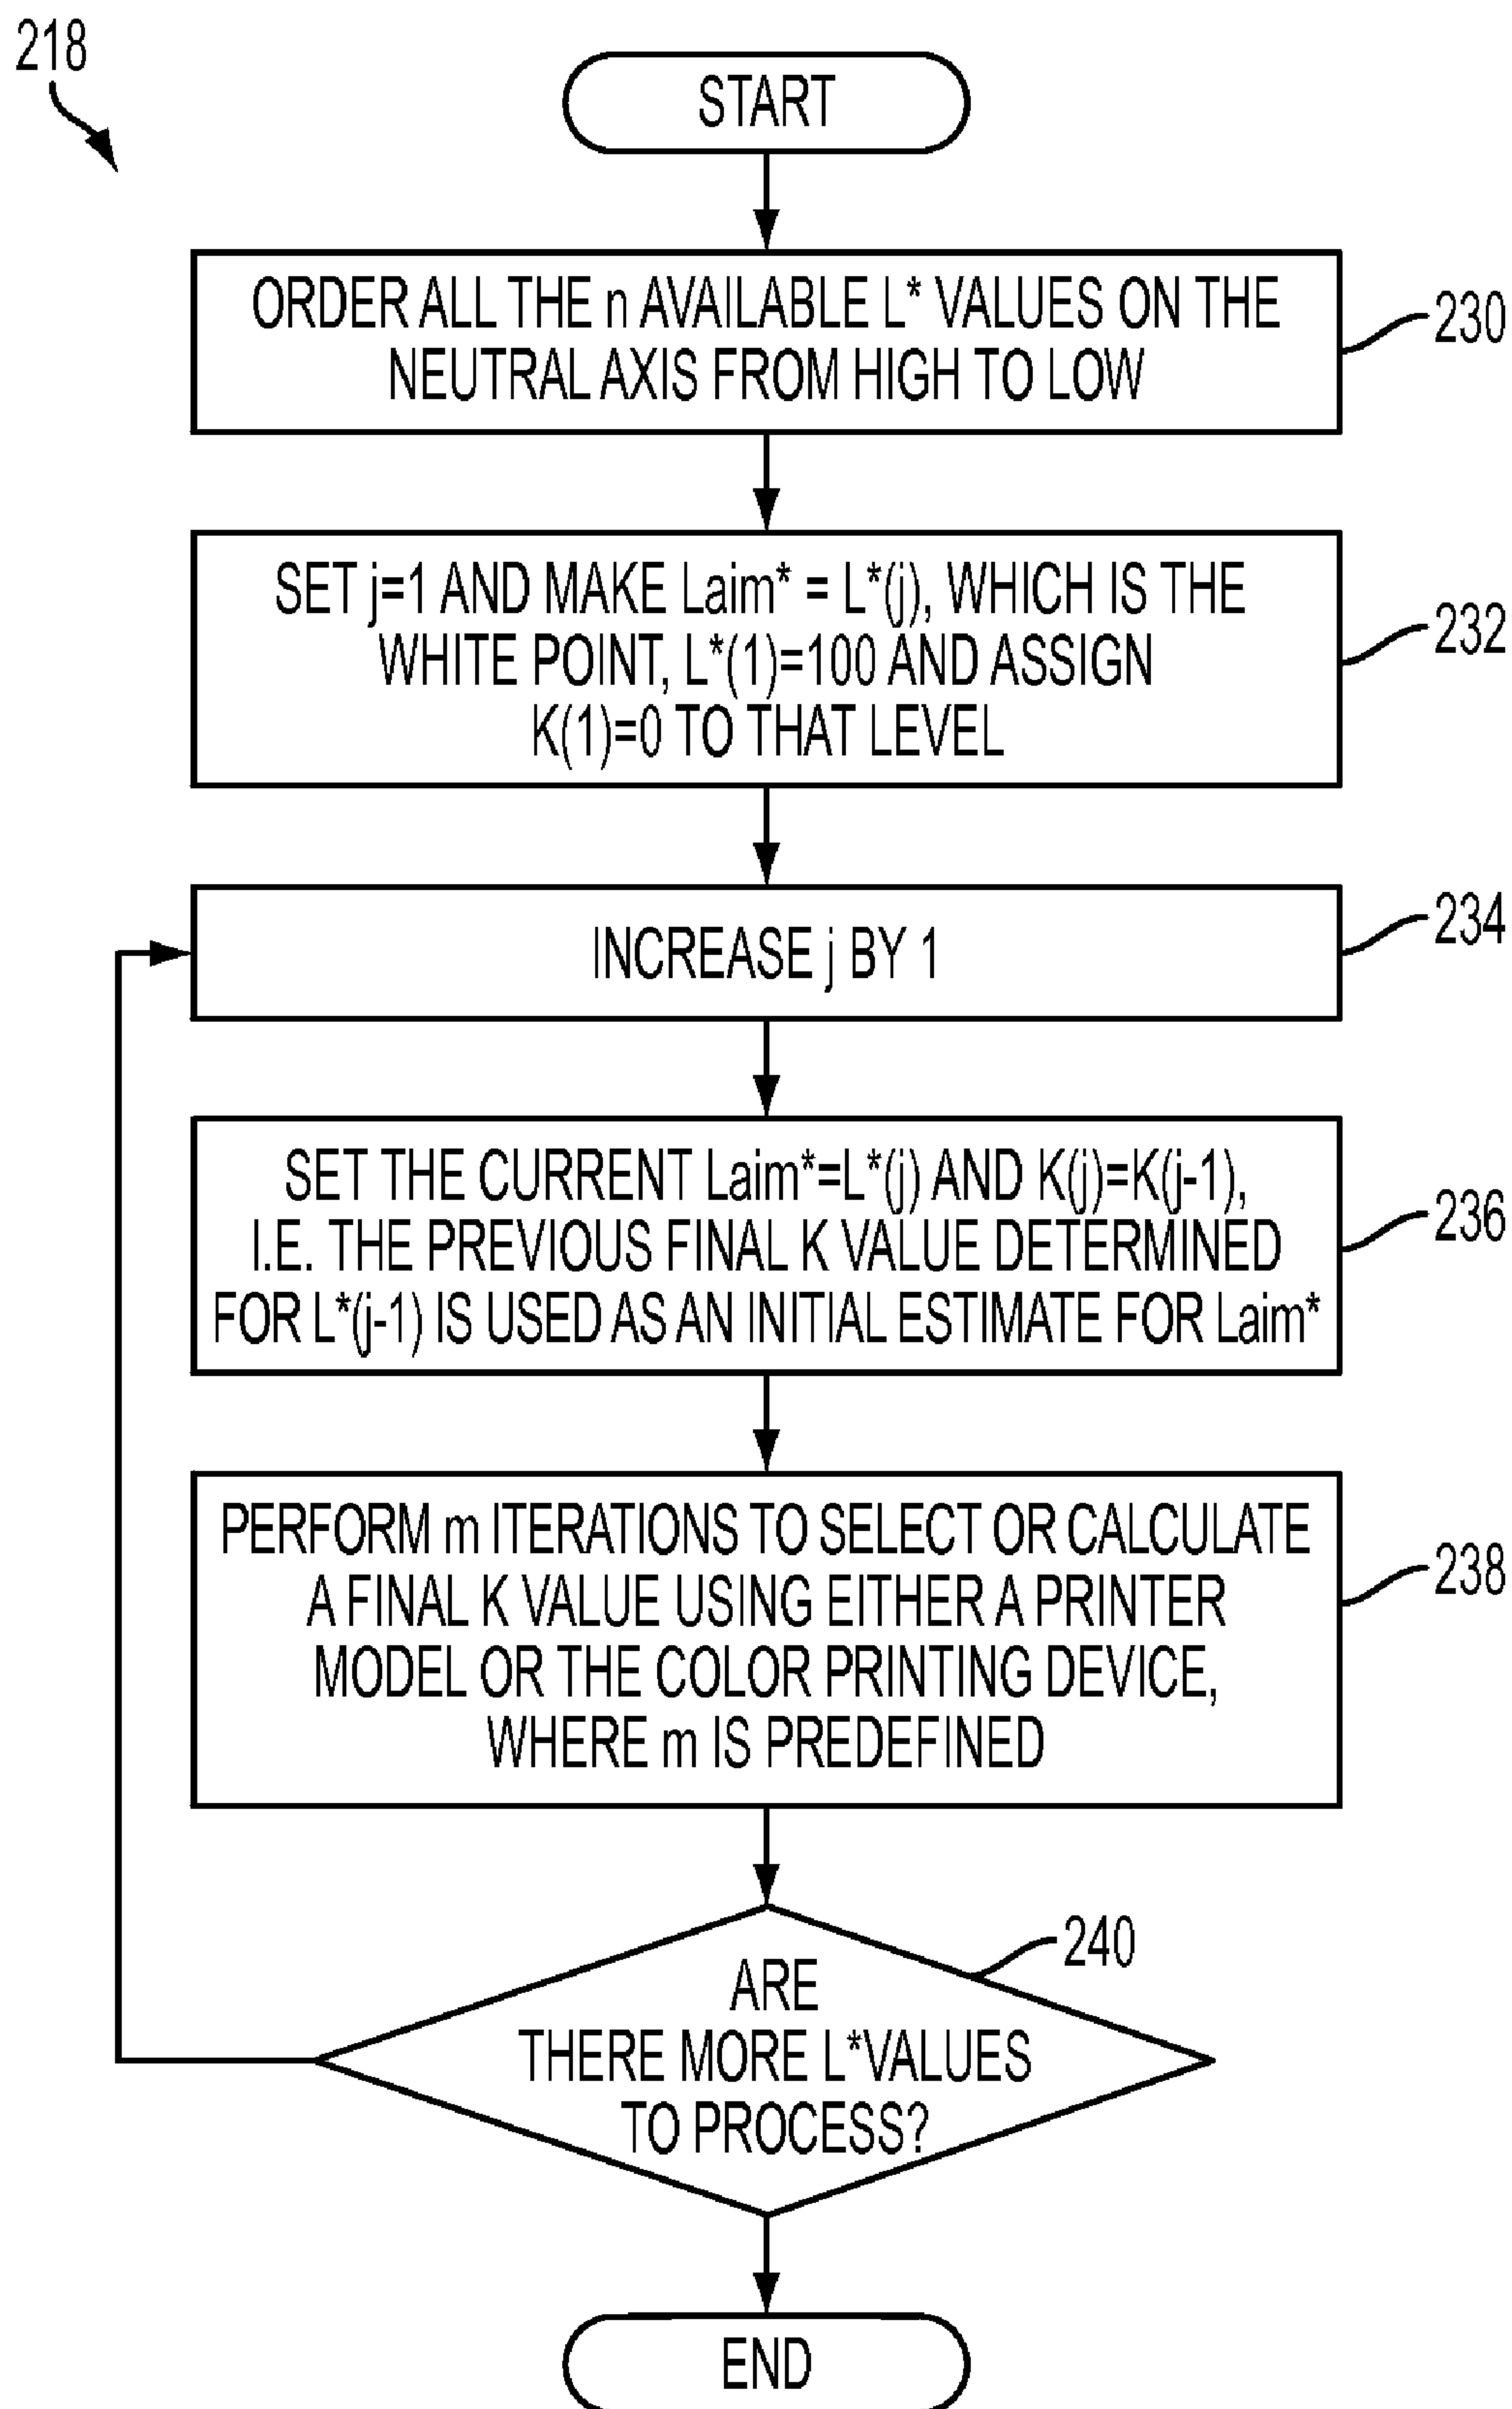 218
START
ORDER ALL THE n AVAILABLE L* VALUES ON THE
NEUTRAL AXIS FROM HIGH TO LOW
230
SET j=1 AND MAKE Laim* = L*(j), WHICH IS THE
WHITE POINT, L*(1)=100 AND ASSIGN
K(1)=0 TO THAT LEVEL
232
INCREASE j BY 1
234
SET THE CURRENT Laim*=L*(j) AND K(j)=K(j-1),
I.E. THE PREVIOUS FINAL K VALUE DETERMINED
FOR L*(j-1) IS USED AS AN INITIAL ESTIMATE FOR Laim*
236
PERFORM m ITERATIONS TO SELECT OR CALCULATE
A FINAL K VALUE USING EITHER A PRINTER
MODEL OR THE COLOR PRINTING DEVICE,
WHERE m IS PREDEFINED
238
240
ARE
THERE MORE L*VALUES
TO PROCESS?
END